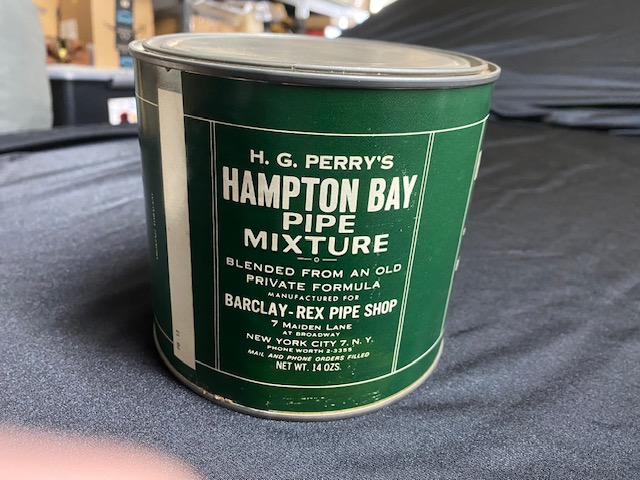 H. G. PERRY'S
HAMPTON BAY
PIPE
MIXTURE
BLENDED FROM AN OLD
PRIVATE FORMULA
MANUFACTURED FOR
BARCLAY-REX PIPE SHOP
7 MAIDEN LANE
AT BROADWAY
NEW YORK CITY 7, N.Y.
PHONE WORTH 2-3355
MAIL AND PHONE ORDERS FILLED
NET WT. 14 OZS.